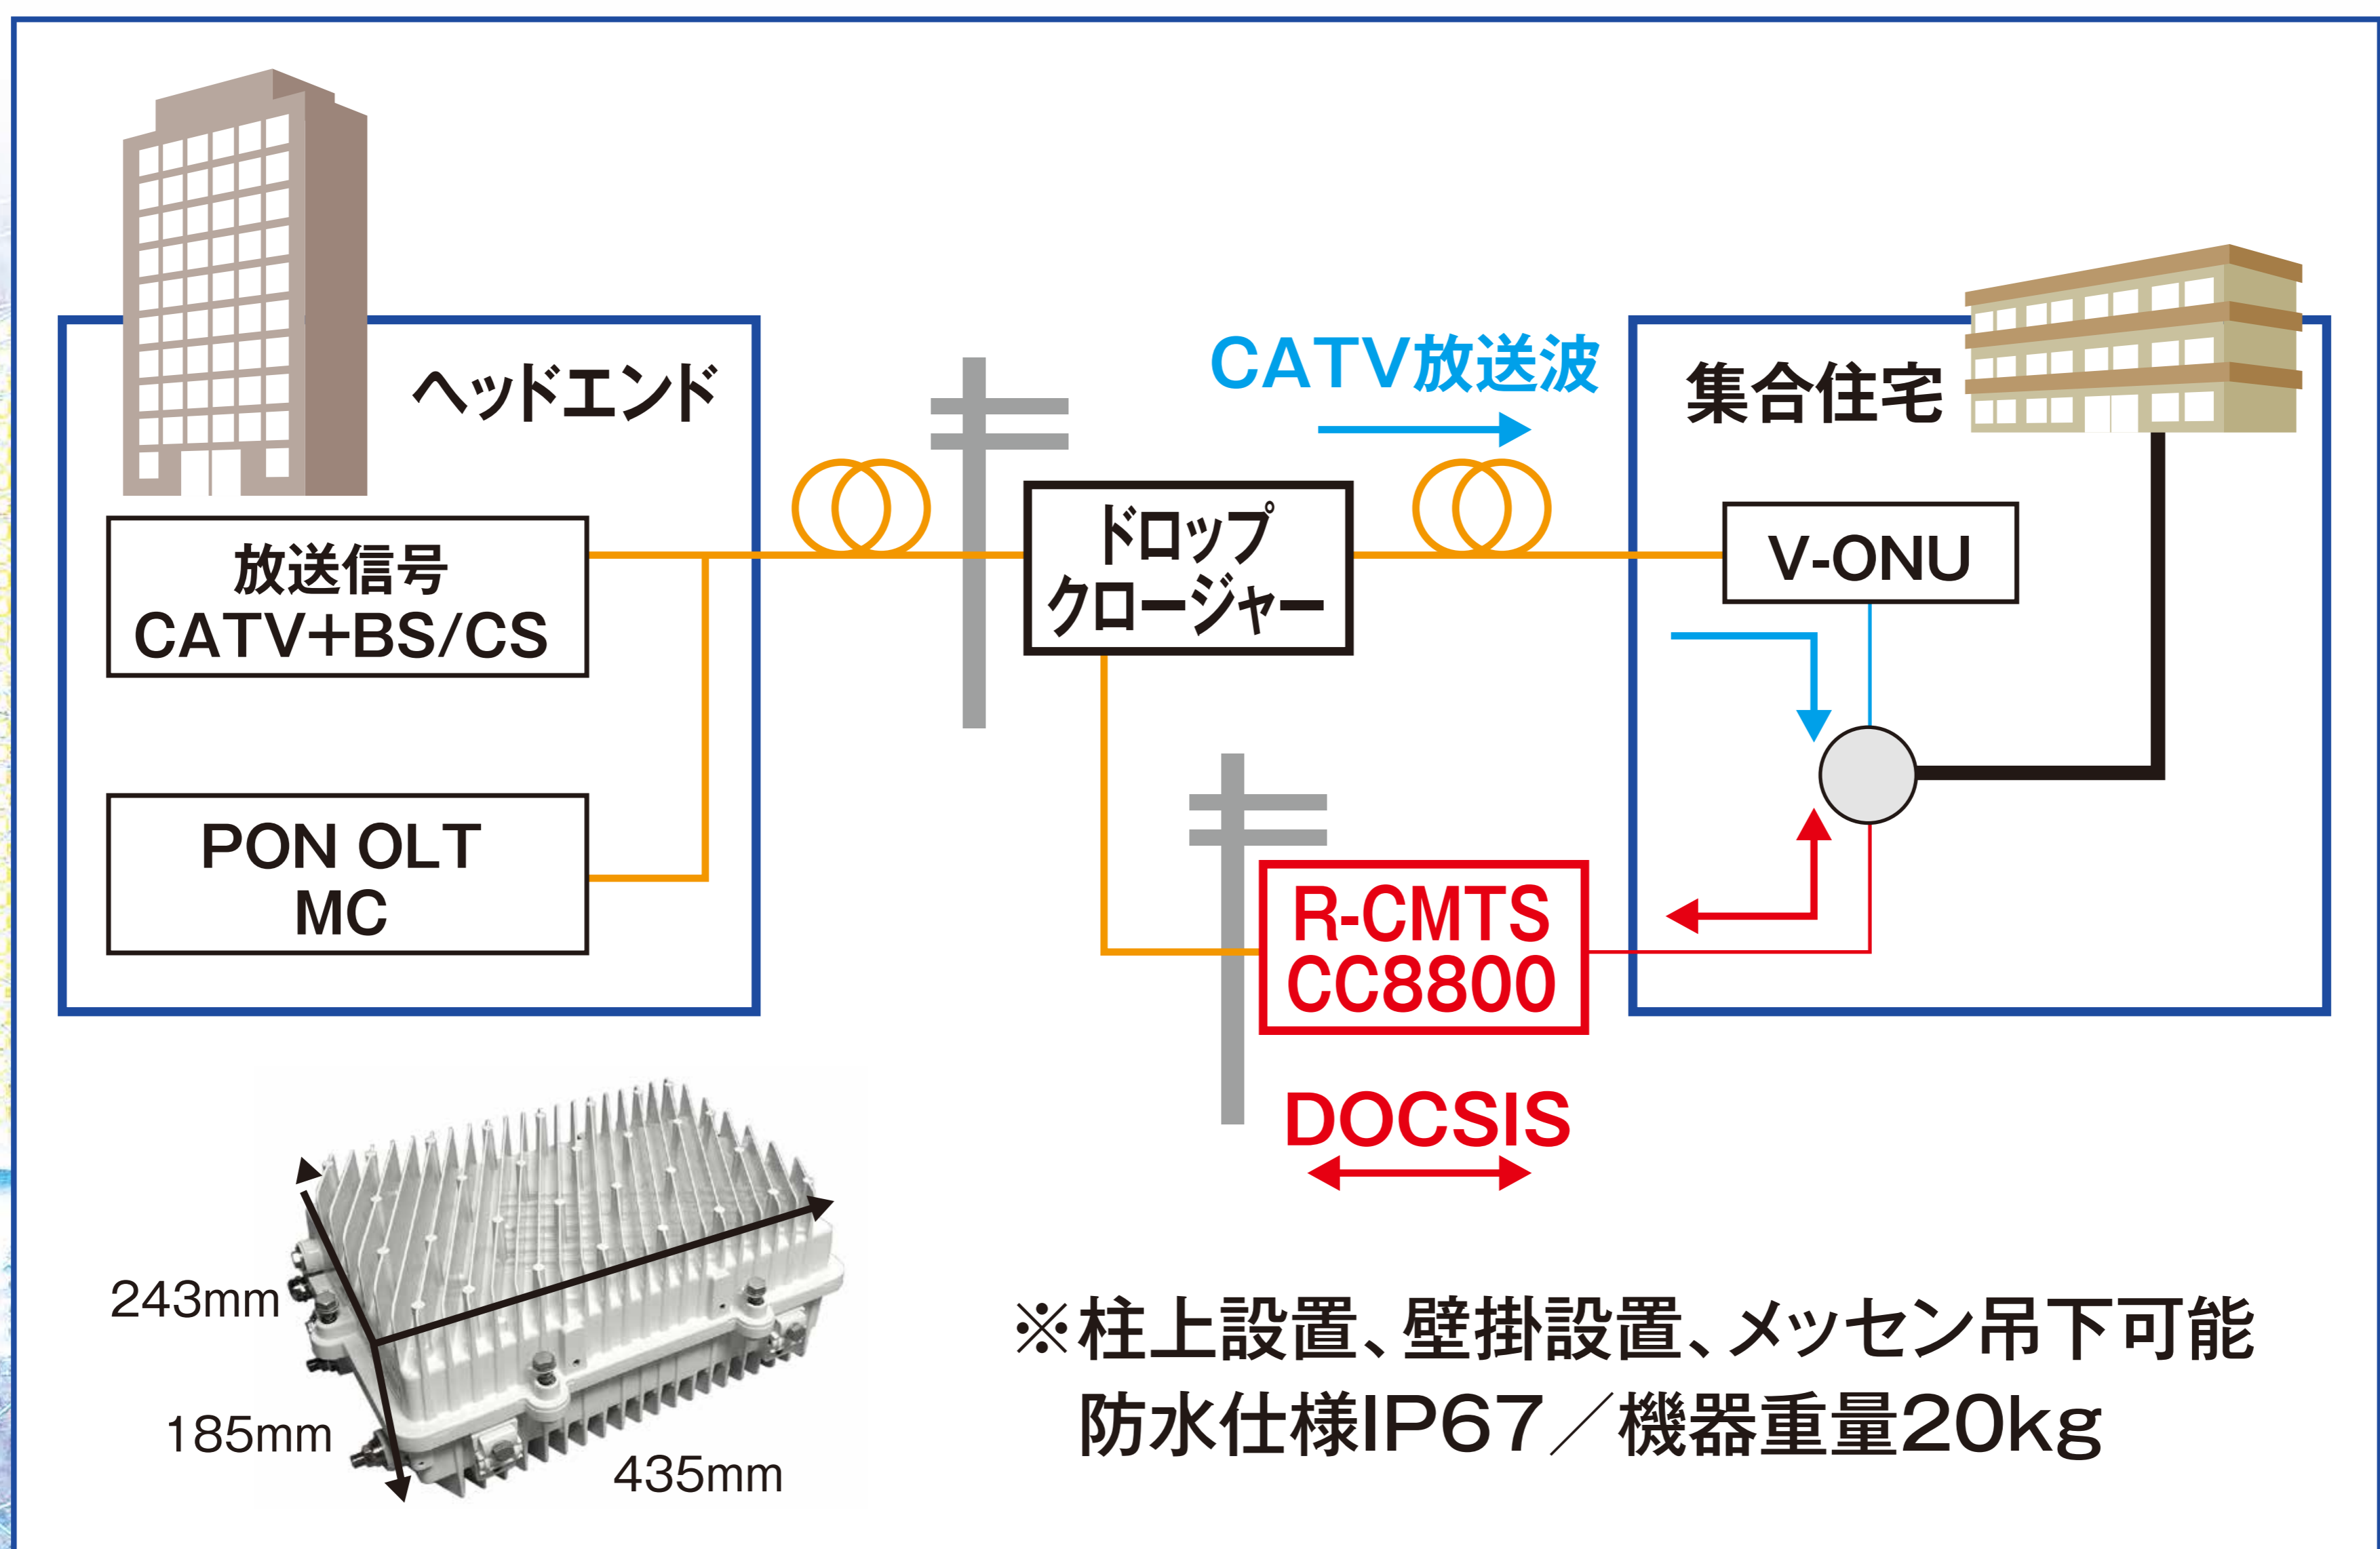 ヘッドエンド
放送信号
CATV+BS/CS
PON OLT
MC
ドロップ
クロージャー
CATV放送波
集合住宅
V-ONU
R-CMTS
CC8800
DOCSIS
243mm
185mm
435mm
※柱上設置、壁掛設置、メッセン吊下可能
防水仕様IP67／機器重量20kg